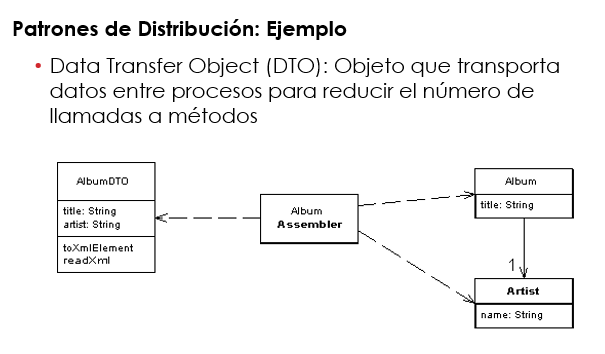 Patrones de Distribución: Ejemplo
• Data Transfer Object (DTO): Objeto que transporta
datos entre procesos para reducir el número de
llamadas a métodos
AlbumDTO
title: String
artist: String
toXmlElement
readXml
Album
Assembler
Album
title: String
1
Artist
name: String